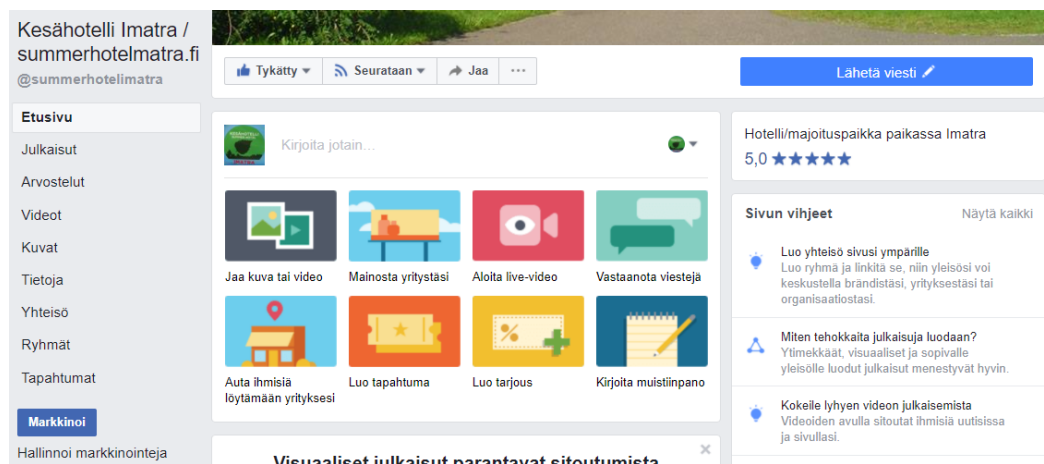 Kesähotelli Imatra /
summerhotelmatra.fi
@summerhotelimatra
Etusivu
Julkaisut
Arvostelut
Videot
Kuvat
Tietoja
Yhteisö
Ryhmät
Tapahtumat
Markkinoi
Hallinnoi markkinointeja
Tykätty
Seurataan
Jaa
...
Lähetä viesti
Kirjoita jotain...
Jaa kuva tai video
Mainosta yritystäsi
Aloita live-video
Vastaanota viestejä
Auta ihmisiä
löytämään yrityksesi
Luo tapahtuma
Luo tarjous
Kirjoita muistiinpano
Visuaaliset julkaisut parantavat sitoutumista
Hotelli/majoituspaikka paikassa Imatra
5,0 ★★★★★
Sivun vihjeet
Näytä kaikki
Luo yhteisö sivusi ympärille
Luo ryhmä ja linkitä se, niin yleisösi voi
keskustella brändistäsi, yrityksestäsi tai
organisaatiostasi.
Miten tehokkaita julkaisuja luodaan?
Ytimekkäät, visuaaliset ja sopivalle
yleisölle luodut julkaisut menestyvät hyvin.
Kokeile lyhyen videon julkaisemista
Videoiden avulla sitoutat ihmisiä uutisissa
ja sivullasi.